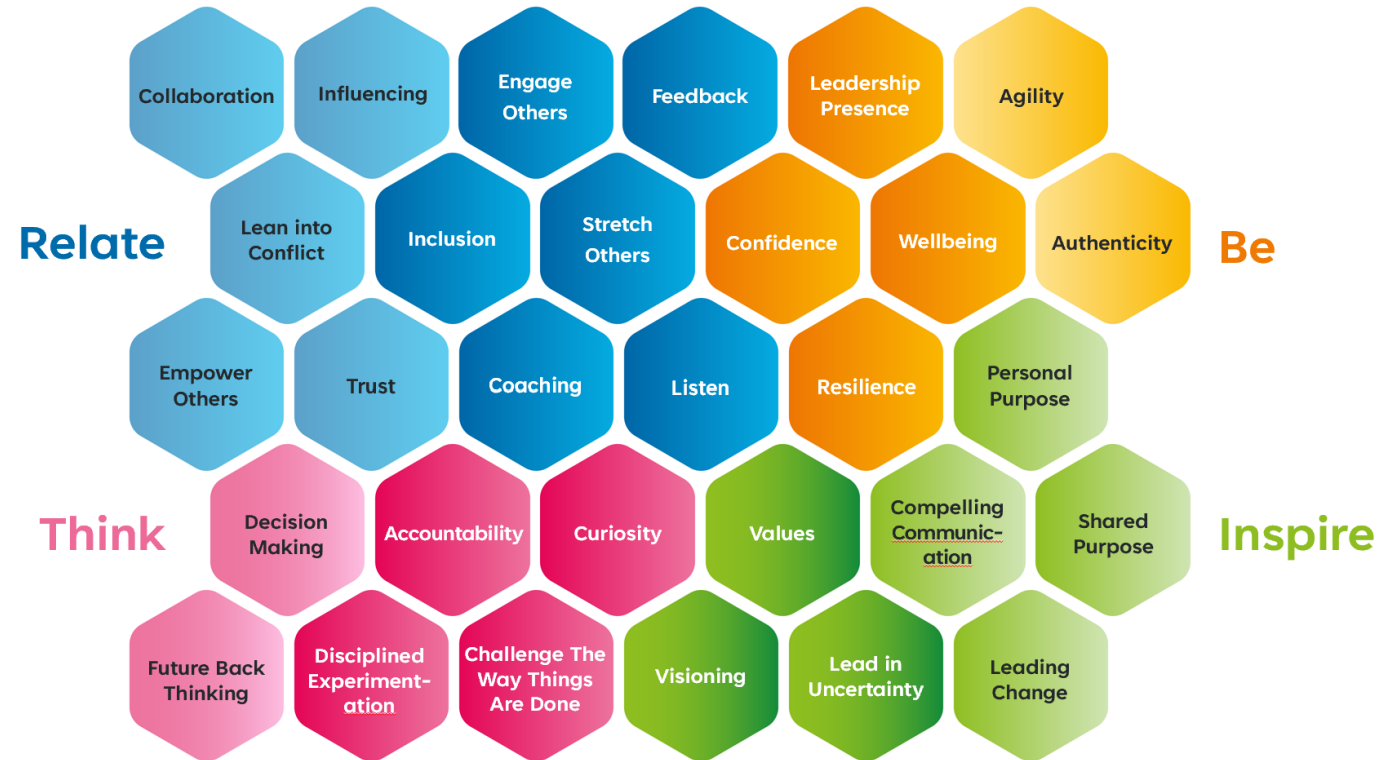 Collaboration
Influencing
Engage
Others
Feedback
Leadership
Presence
Agility
Relate
Lean into
Conflict
Inclusion
Stretch
Others
Confidence
Wellbeing
Authenticity
Be
Empower
Others
Trust
Coaching
Listen
Resilience
Personal
Purpose
Think
Decision
Making
Accountability
Curiosity
Values
Compelling
Communic-
ation
Shared
Purpose
Inspire
Future Back
Thinking
Disciplined
Experiment-
ation
Challenge The
Way Things
Are Done
Visioning
Lead in
Uncertainty
Leading
Change